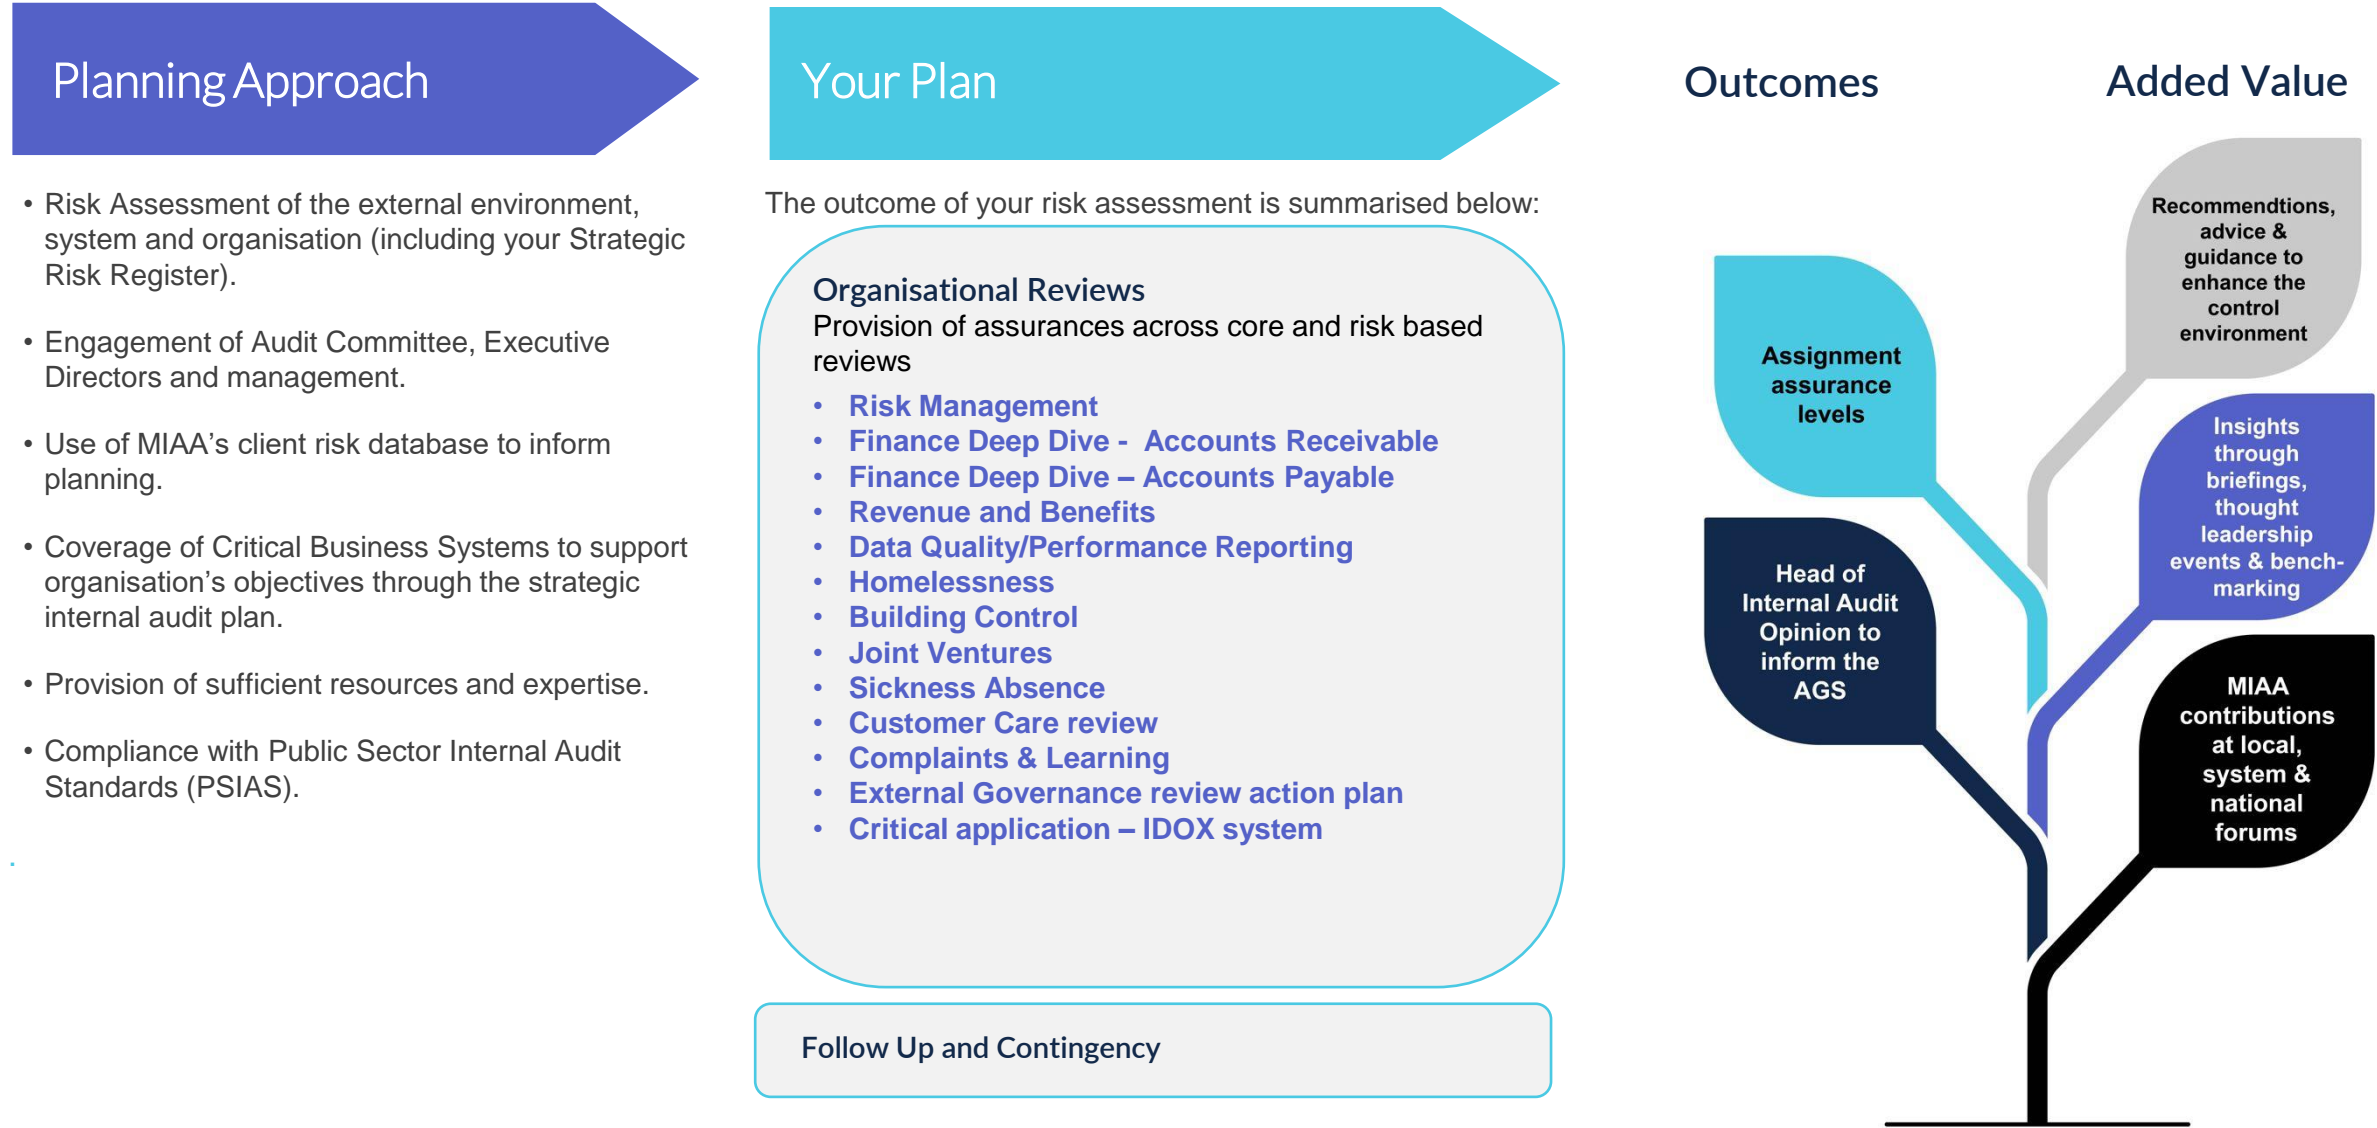 Planning Approach
• Risk Assessment of the external environment,
system and organisation (including your Strategic
Risk Register).
• Engagement of Audit Committee, Executive
Directors and management.
• Use of MIAA’s client risk database to inform
planning.
• Coverage of Critical Business Systems to support
organisation’s objectives through the strategic
internal audit plan.
• Provision of sufficient resources and expertise.
• Compliance with Public Sector Internal Audit
Standards (PSIAS).
.
Your Plan
The outcome of your risk assessment is summarised below:
Organisational Reviews
Provision of assurances across core and risk based
reviews
• Risk Management
• Finance Deep Dive - Accounts Receivable
• Finance Deep Dive – Accounts Payable
• Revenue and Benefits
• Data Quality/Performance Reporting
• Homelessness
• Building Control
• Joint Ventures
• Sickness Absence
• Customer Care review
• Complaints & Learning
• External Governance review action plan
• Critical application – IDOX system
Follow Up and Contingency
Outcomes
Assignment
assurance
levels
Head of
Internal Audit
Opinion to
inform the
AGS
Added Value
Recommendtions,
advice &
guidance to
enhance the
control
environment
Insights
through
briefings,
thought
leadership
events & bench-
marking
MIAA
contributions
at local,
system &
national
forums